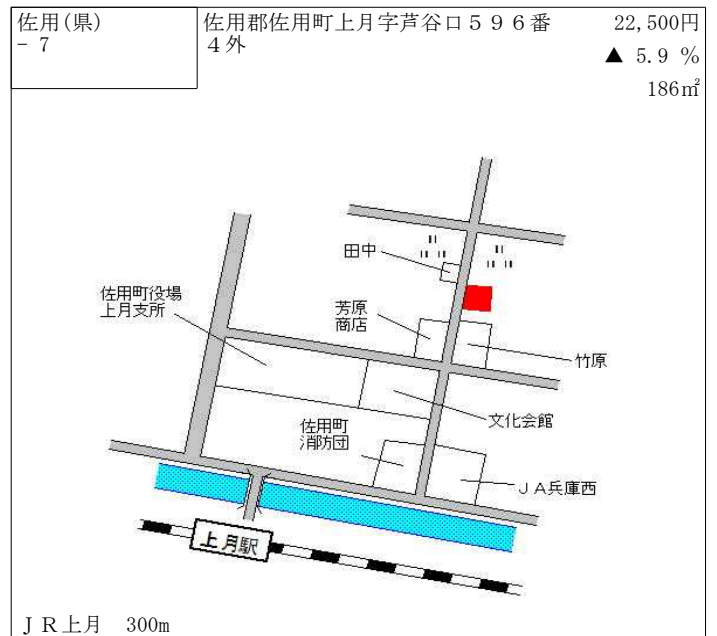 佐用(県)
- 7
佐用郡佐用町上月字芦谷口５９６番
４外
22,500円
▲ 5.9 %
186㎡
田中
佐用町役場
上月支所
芳原
商店
竹原
文化会館
佐用町
消防団
ＪＡ兵庫西
上月駅
ＪＲ上月　300m